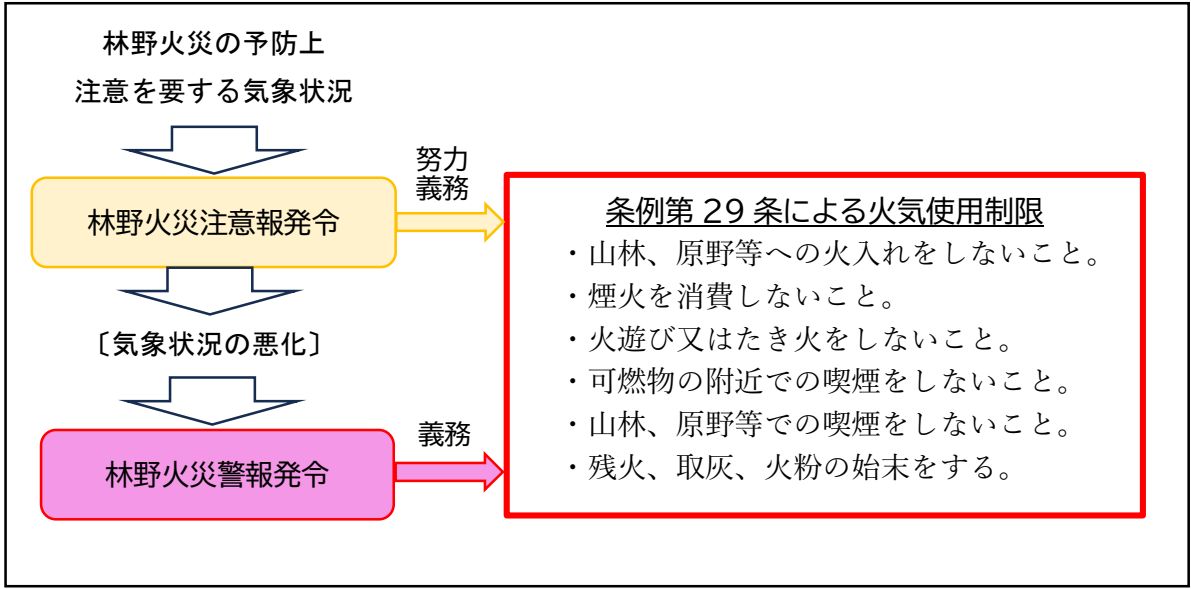 林野火災の予防上
注意を要する気象状況
努力
義務
林野火災注意報発令
〔気象状況の悪化〕
義務
林野火災警報発令
条例第 29 条による火気使用制限
・山林、原野等への火入れをしないこと。
・煙火を消費しないこと。
・火遊び又はたき火をしないこと。
・可燃物の附近での喫煙をしないこと。
・山林、原野等での喫煙をしないこと。
・残火、取灰、火粉の始末をする。